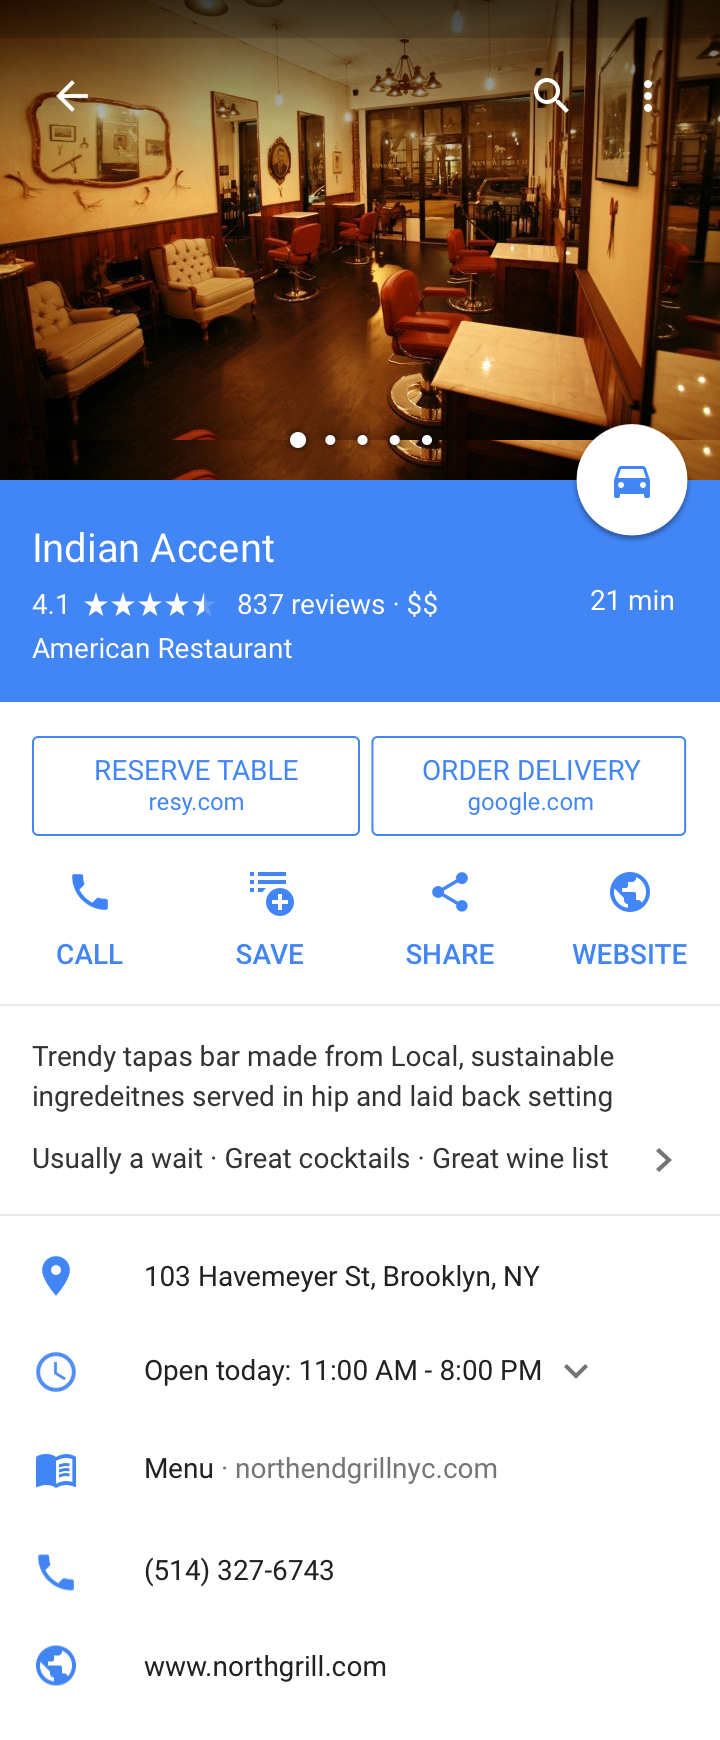 Indian Accent
4.1 837 reviews · $$
21 min
American Restaurant
RESERVE TABLE
resy.com
ORDER DELIVERY
google.com
CALL
SAVE
SHARE
WEBSITE
Trendy tapas bar made from Local, sustainable
ingredeitnes served in hip and laid back setting
Usually a wait · Great cocktails · Great wine list
103 Havemeyer St, Brooklyn, NY
Open today: 11:00 AM - 8:00 PM
Menu · northendgrillnyc.com
(514) 327-6743
www.northgrill.com